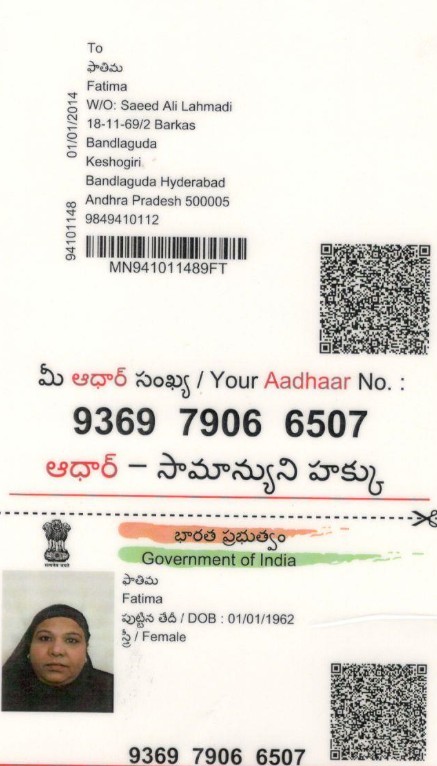 To
ఫాతిమ
Fatima
W/O: Saeed Ali Lahmadi
18-11-69/2 Barkas
Bandlaguda
Keshogiri
Bandlaguda Hyderabad
Andhra Pradesh 500005
9849410112
94101148 01/01/2014
MN941011489FT
మీ ఆధార్ సంఖ్య / Your Aadhaar No. :
9369 7906 6507
ఆధార్ – సామాన్యుని హక్కు
భారత ప్రభుత్వం
Government of India
ఫాతిమ
Fatima
పుట్టిన తేదీ / DOB : 01/01/1962
స్త్రీ / Female
9369 7906 6507